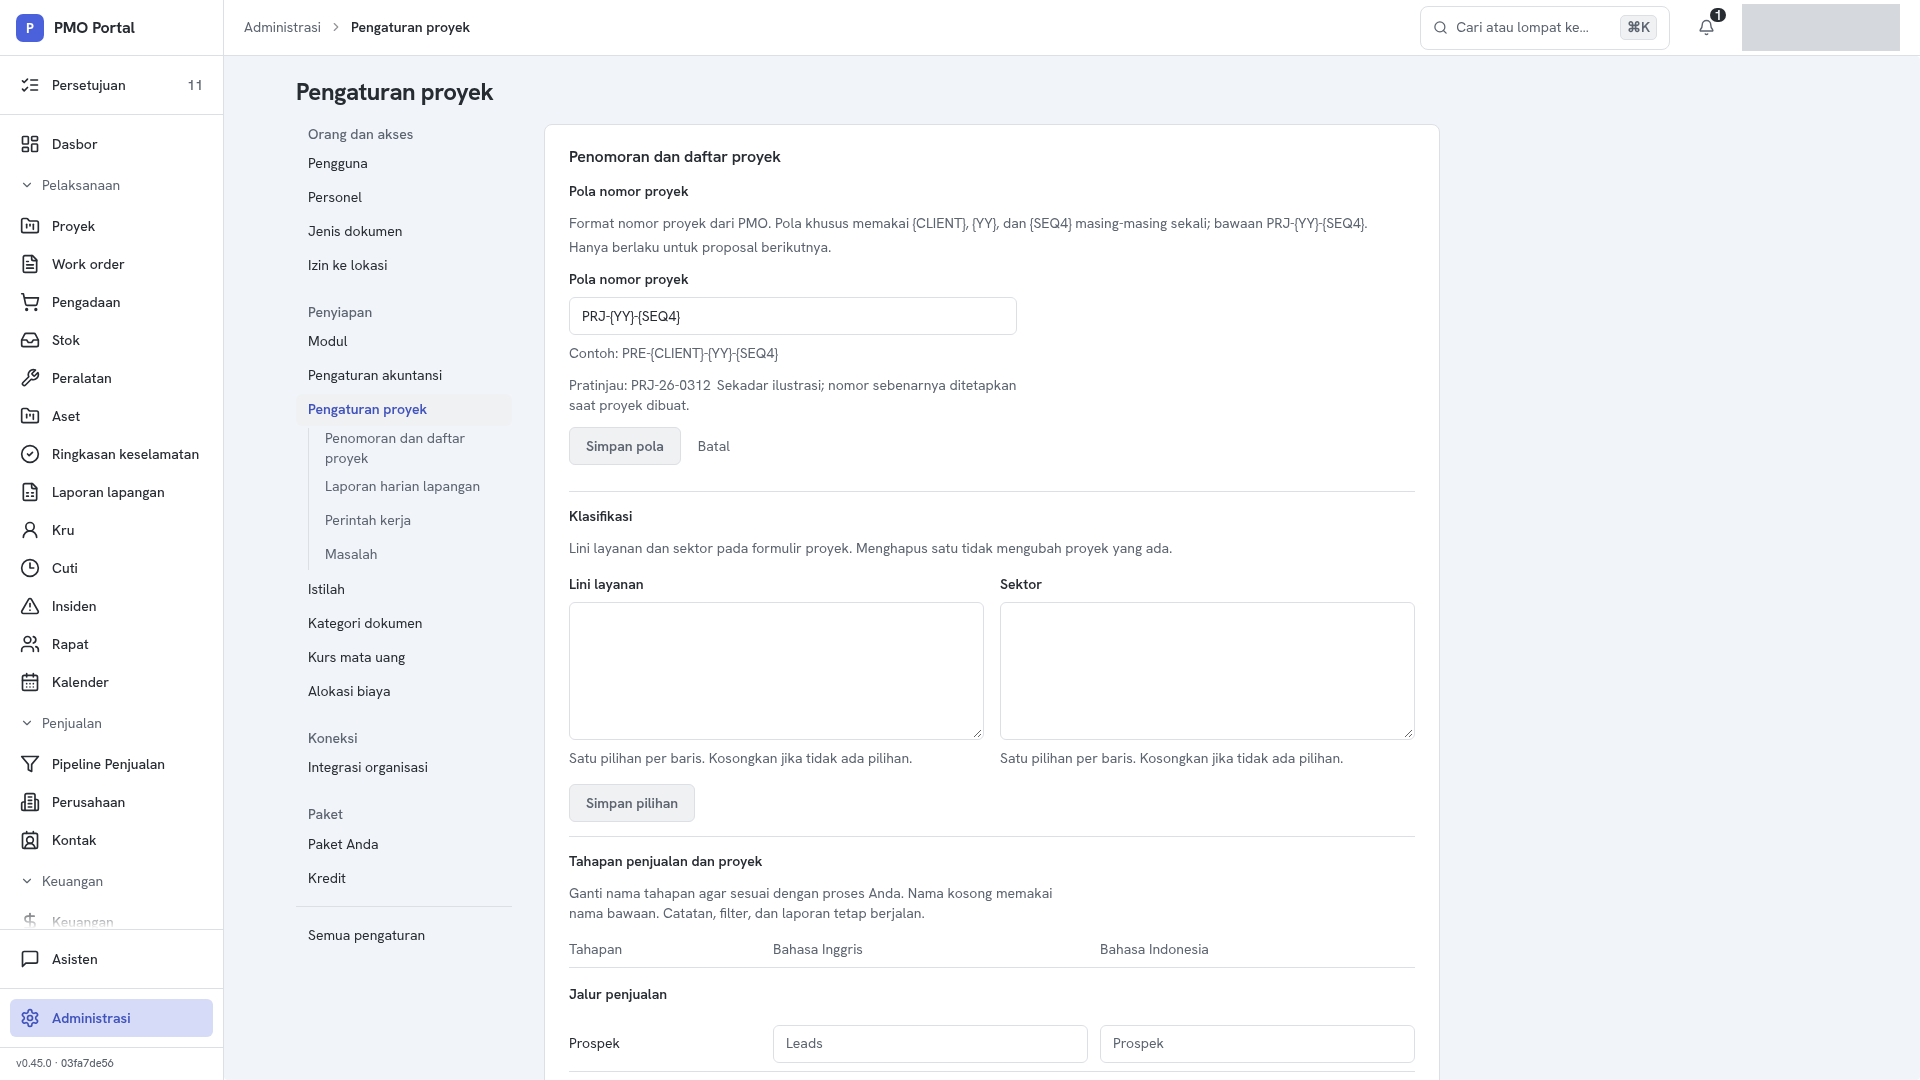 P PMO Portal
Administrasi > Pengaturan proyek
Cari atau lompat ke...
⌘K
1
Persetujuan 11
Dasbor
Pelaksanaan
Proyek
Work order
Pengadaan
Stok
Peralatan
Aset
Ringkasan keselamatan
Laporan lapangan
Kru
Cuti
Insiden
Rapat
Kalender
Penjualan
Pipeline Penjualan
Perusahaan
Kontak
Keuangan
Keuangan
Asisten
Administrasi
v0.45.0 · 03fa7de56
Pengaturan proyek
Orang dan akses
Pengguna
Personel
Jenis dokumen
Izin ke lokasi
Penyiapan
Modul
Pengaturan akuntansi
Pengaturan proyek
Penomoran dan daftar
proyek
Laporan harian lapangan
Perintah kerja
Masalah
Istilah
Kategori dokumen
Kurs mata uang
Alokasi biaya
Koneksi
Integrasi organisasi
Paket
Paket Anda
Kredit
Semua pengaturan
Penomoran dan daftar proyek
Pola nomor proyek
Format nomor proyek dari PMO. Pola khusus memakai {CLIENT}, {YY}, dan {SEQ4} masing-masing sekali; bawaan PRJ-{YY}-{SEQ4}.
Hanya berlaku untuk proposal berikutnya.
Pola nomor proyek
PRJ-{YY}-{SEQ4}
Contoh: PRE-{CLIENT}-{YY}-{SEQ4}
Pratinjau: PRJ-26-0312 Sekadar ilustrasi; nomor sebenarnya ditetapkan
saat proyek dibuat.
Simpan pola Batal
Klasifikasi
Lini layanan dan sektor pada formulir proyek. Menghapus satu tidak mengubah proyek yang ada.
Lini layanan Sektor
Satu pilihan per baris. Kosongkan jika tidak ada pilihan. Satu pilihan per baris. Kosongkan jika tidak ada pilihan.
Simpan pilihan
Tahapan penjualan dan proyek
Ganti nama tahapan agar sesuai dengan proses Anda. Nama kosong memakai
nama bawaan. Catatan, filter, dan laporan tetap berjalan.
Tahapan Bahasa Inggris Bahasa Indonesia
Jalur penjualan
Prospek Leads Prospek